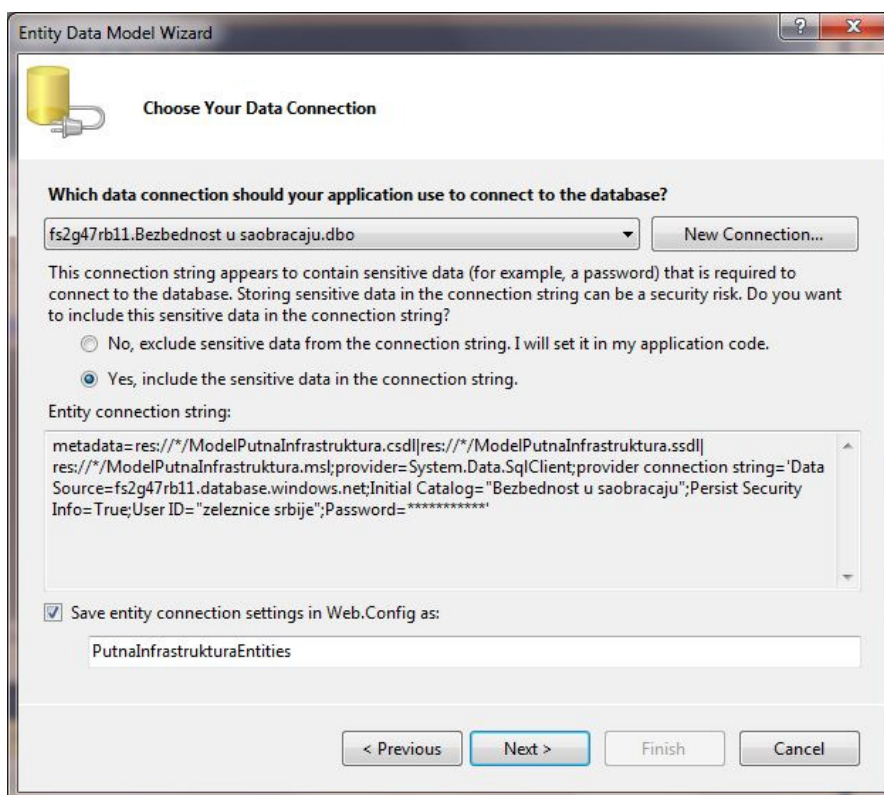 Entity Data Model Wizard
?
X
Choose Your Data Connection
Which data connection should your application use to connect to the database?
fs2g47rb11.Bezbednost u saobracaju.dbo
New Connection...
This connection string appears to contain sensitive data (for example, a password) that is required to
connect to the database. Storing sensitive data in the connection string can be a security risk. Do you want
to include this sensitive data in the connection string?
No, exclude sensitive data from the connection string. I will set it in my application code.
Yes, include the sensitive data in the connection string.
Entity connection string:
metadata=res://*/ModelPutnaInfrastruktura.csdl|res://*/ModelPutnaInfrastruktura.ssdl|
res://*/ModelPutnaInfrastruktura.msl;provider=System.Data.SqlClient;provider connection string='Data
Source=fs2g47rb11.database.windows.net;Initial Catalog="Bezbednost u saobracaju";Persist Security
Info=True;User ID="zeleznice srbije";Password=***********'
Save entity connection settings in Web.Config as:
PutnaInfrastrukturaEntities
< Previous
Next >
Finish
Cancel